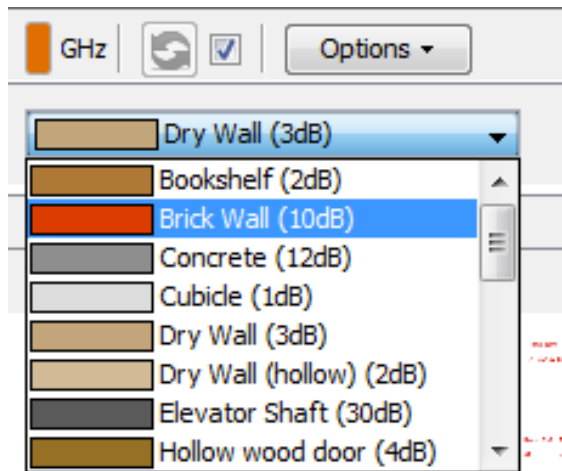 GHz Options
Dry Wall (3dB)
Bookshelf (2dB)
Brick Wall (10dB)
Concrete (12dB)
Cubicle (1dB)
Dry Wall (3dB)
Dry Wall (hollow) (2dB)
Elevator Shaft (30dB)
Hollow wood door (4dB)